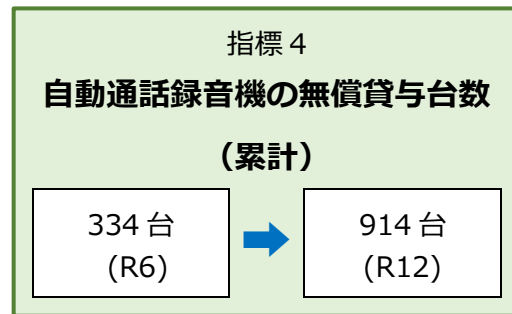 指標４
自動通話録音機の無償貸与台数
（累計）
334 台
(R6)
914 台
(R12)